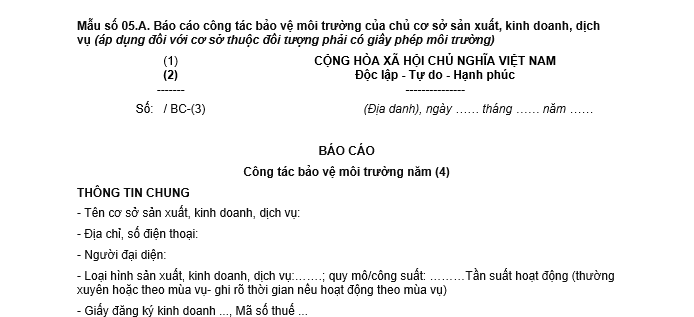 Mẫu số 05.A. Báo cáo công tác bảo vệ môi trường của chủ cơ sở sản xuất, kinh doanh, dịch
vụ (áp dụng đối với cơ sở thuộc đối tượng phải có giấy phép môi trường)
(1)
(2)
-------
Số: / BC-(3)
CỘNG HÒA XÃ HỘI CHỦ NGHĨA VIỆT NAM
Độc lập - Tự do - Hạnh phúc
---------------
(Địa danh), ngày …… tháng …… năm ……
BÁO CÁO
Công tác bảo vệ môi trường năm (4)
THÔNG TIN CHUNG
- Tên cơ sở sản xuất, kinh doanh, dịch vụ:
- Địa chỉ, số điện thoại:
- Người đại diện:
- Loại hình sản xuất, kinh doanh, dịch vụ:…….; quy mô/công suất: ………Tần suất hoạt động (thường
xuyên hoặc theo mùa vụ- ghi rõ thời gian nếu hoạt động theo mùa vụ)
- Giấy đăng ký kinh doanh ..., Mã số thuế ...